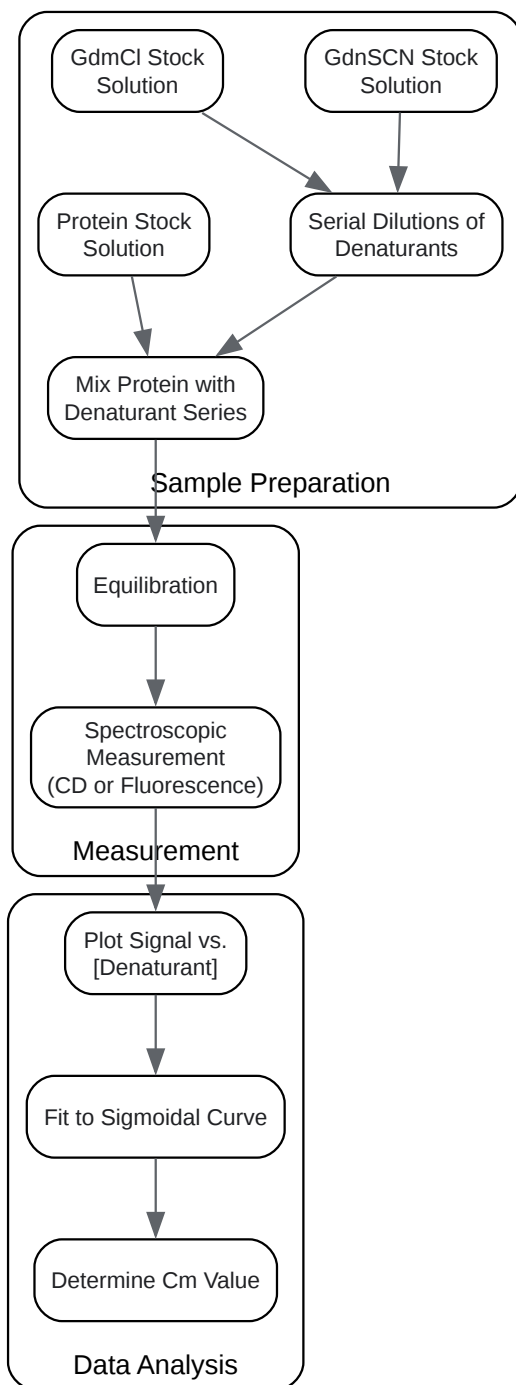 GdmCl Stock
Solution
GdnSCN Stock
Solution
Protein Stock
Solution
Serial Dilutions of
Denaturants
Mix Protein with
Denaturant Series
Sample Preparation
Equilibration
Spectroscopic
Measurement
(CD or Fluorescence)
Measurement
Plot Signal vs.
[Denaturant]
Fit to Sigmoidal Curve
Determine Cm Value
Data Analysis